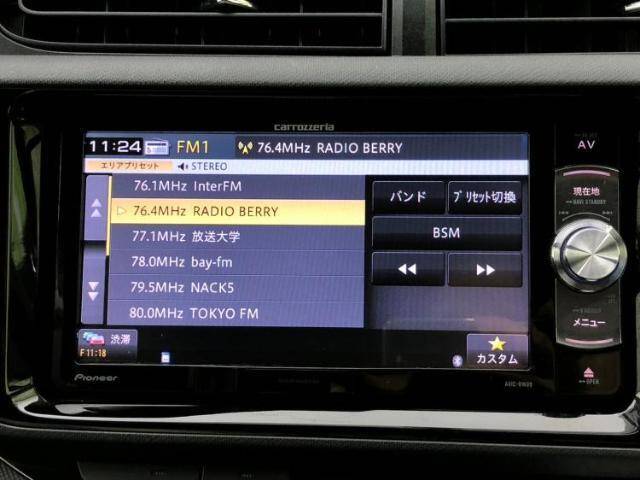 carrozzeria
11:24 FM1 76.4MHz RADIO BERRY
エリアプリセット STEREO
76.1MHz InterFM
76.4MHz RADIO BERRY
77.1MHz 放送大学
78.0MHz bay-fm
79.5MHz NACK5
80.0MHz TOKYO FM
バンド プリセット切換
BSM
渋滞
F 11:18
カスタム
Pioneer
AV
現在地
メニュー
OPEN